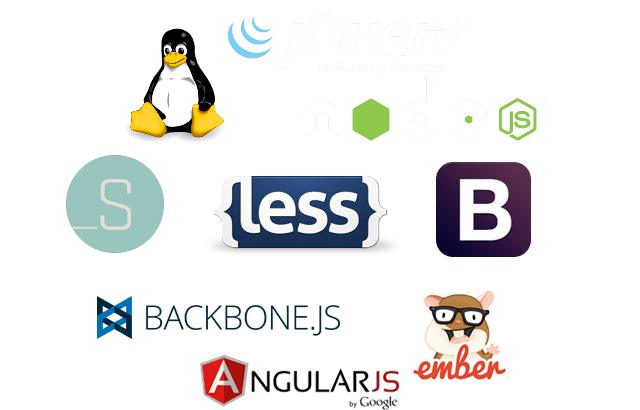 jQuery
node
JS
_S
{less}
B
BACKBONE.JS
ember
ANGULARJS
by Google